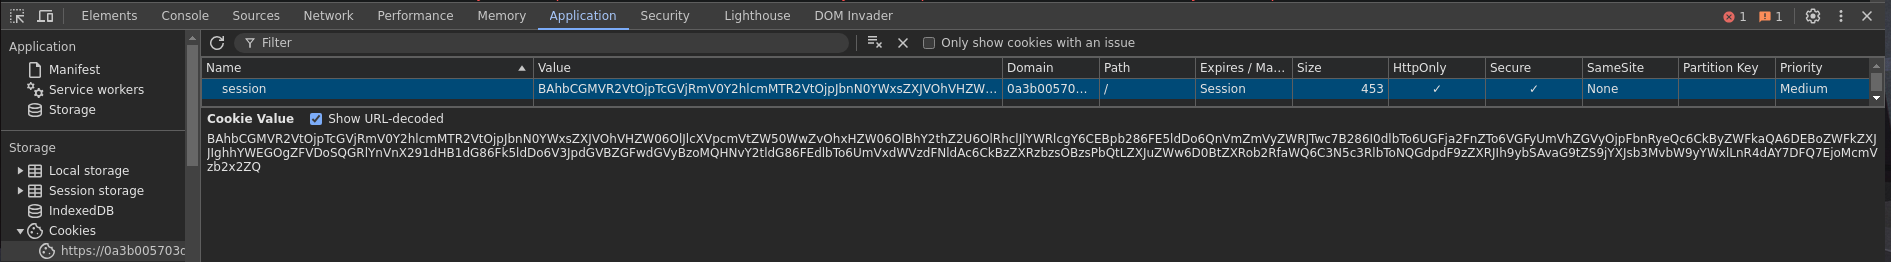 Elements Console Sources Network Performance Memory Application Security Lighthouse DOM Invader 1 1
Application
Filter
Only show cookies with an issue
Manifest
Service workers
Storage
Name Value Domain Path Expires / Ma... Size HttpOnly Secure SameSite Partition Key Priority
session BAhbCGMVR2VtOjpTcGVjRmV0Y2hlcmMTR2VtOjpJbnN0YWxsZXJVOhVHZW... 0a3b00570... / Session 453 ✓ ✓ None Medium
Cookie Value Show URL-decoded
BAhbCGMVR2VtOjpTcGVjRmV0Y2hlcmMTR2VtOjpJbnN0YWxsZXJVOhVHZW06OlJlcXVpcmVtZW50WwZvOhxHZW06OlBhY2thZ2U6OlRhclJlYWRlcgY6CEBpb286FE5ldDo6QnVmZmVyZWRJTwc7B286I0dlbTo6UGFja2FnZTo6VGFyUmVhZGVyOjpFbnRyeQc6CkByZWFkaQA6DEBoZWFkZXJ
JIghhYWEGOgZFVDoSQGRlYnVnX291dHB1dG86Fk5ldDo6V3JpdGVBZGFwdGVyBzoMQHNvY2tldG86FEdlbTo6UmVxdWVzdFNldAc6CkBzZXRzbzsOBzsPbQtLZXJuZWw6D0BtZXRob2RfaWQ6C3N5c3RlbToNQGdpdF9zZXRJIh9ybSAvaG9tZS9jYXJsb3MvbW9yYWxlLnR4dAY7DFQ7EjoMcmV
zb2x2ZQ
Storage
Local storage
Session storage
IndexedDB
Cookies
https://0a3b005703c